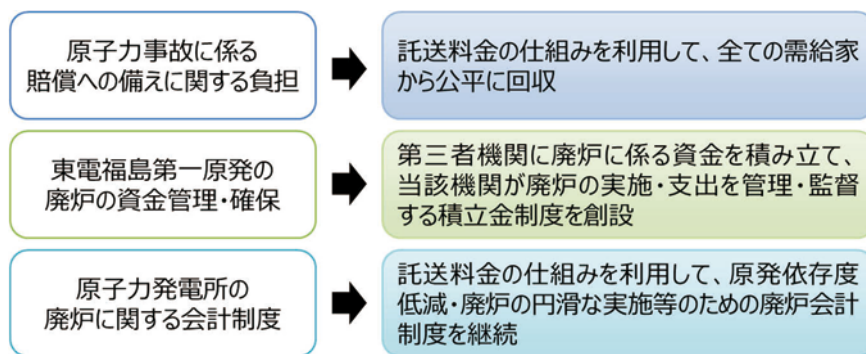 原子力事故に係る
賠償への備えに関する負担
託送料金の仕組みを利用して、全ての需給家
から公平に回収
東電福島第一原発の
廃炉の資金管理・確保
第三者機関に廃炉に係る資金を積み立て、
当該機関が廃炉の実施・支出を管理・監督
する積立金制度を創設
原子力発電所の
廃炉に関する会計制度
託送料金の仕組みを利用して、原発依存度
低減・廃炉の円滑な実施等のための廃炉会計
制度を継続